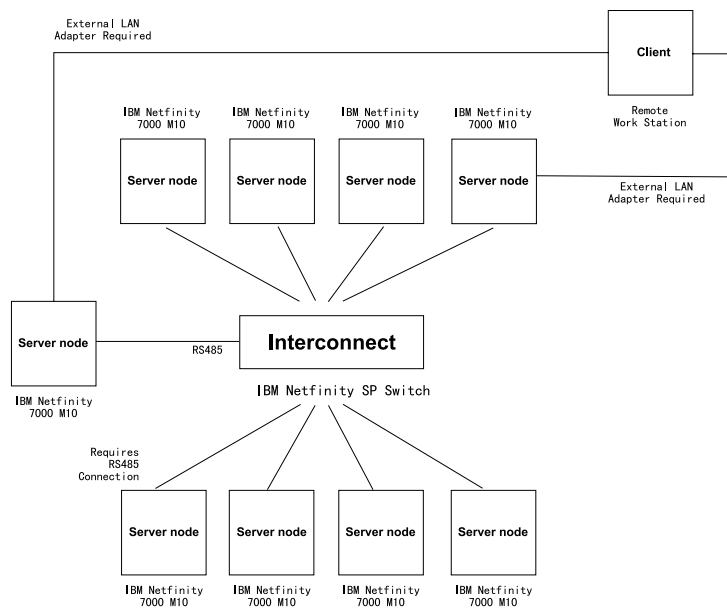 External LAN
Adapter Required
Client
Remote
Work Station
IBM Netfinity
7000 M10
IBM Netfinity
7000 M10
IBM Netfinity
7000 M10
IBM Netfinity
7000 M10
Server node
Server node
Server node
Server node
External LAN
Adapter Required
Server node
RS485
Interconnect
IBM Netfinity SP Switch
IBM Netfinity
7000 M10
Requires
RS485
Connection
Server node
Server node
Server node
Server node
IBM Netfinity
7000 M10
IBM Netfinity
7000 M10
IBM Netfinity
7000 M10
IBM Netfinity
7000 M10